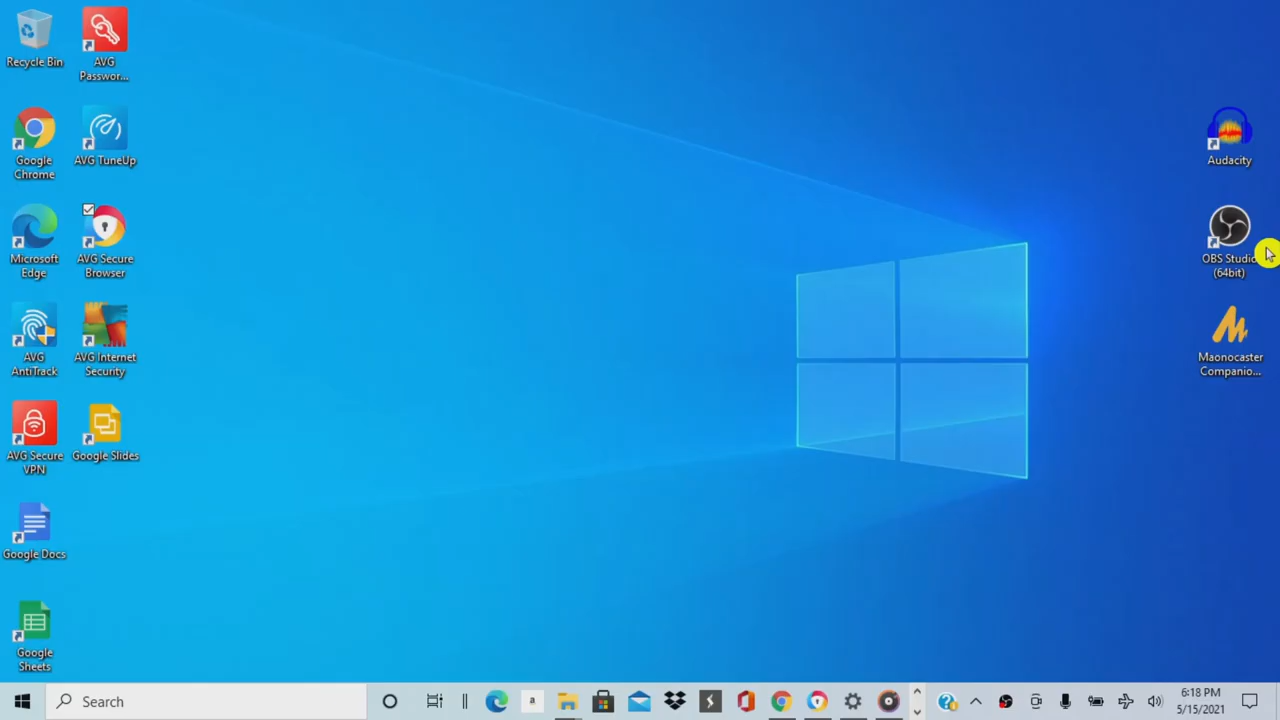 Recycle Bin
AVG
Passwor...
Google
Chrome
AVG TuneUp
Microsoft
Edge
AVG Secure
Browser
AVG
AntiTrack
AVG Internet
Security
AVG Secure
VPN
Google Slides
Google Docs
Google
Sheets
Audacity
OBS Studio
(64bit)
Maonocaster
Companio...
Search
a
6:18 PM
5/15/2021